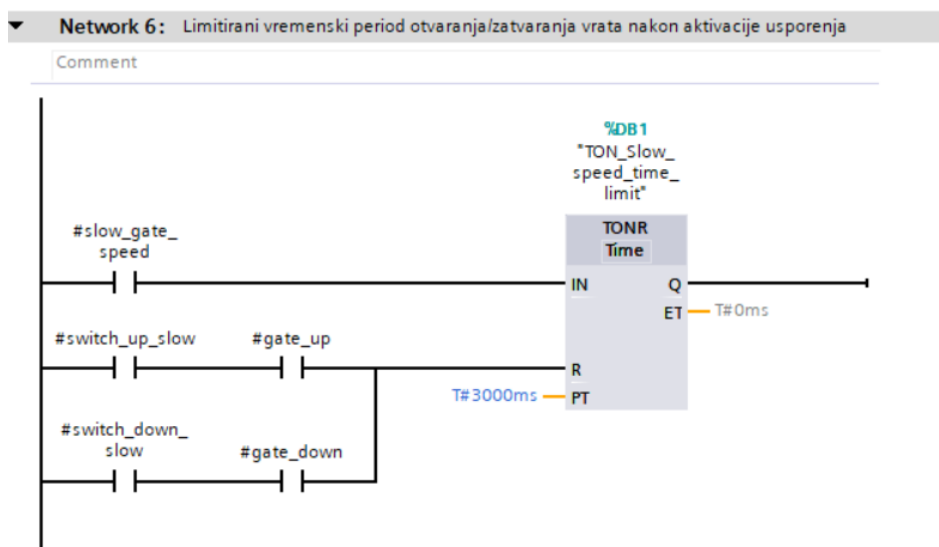 Network 6: Limitirani vremenski period otvaranja/zatvaranja vrata nakon aktivacije usporenja
Comment
%DB1
"TON_Slow_
speed_time_
limit"
#slow_gate_
speed
TONR
Time
IN Q
ET T#0ms
#switch_up_slow #gate_up
R
T#3000ms PT
#switch_down_
slow #gate_down